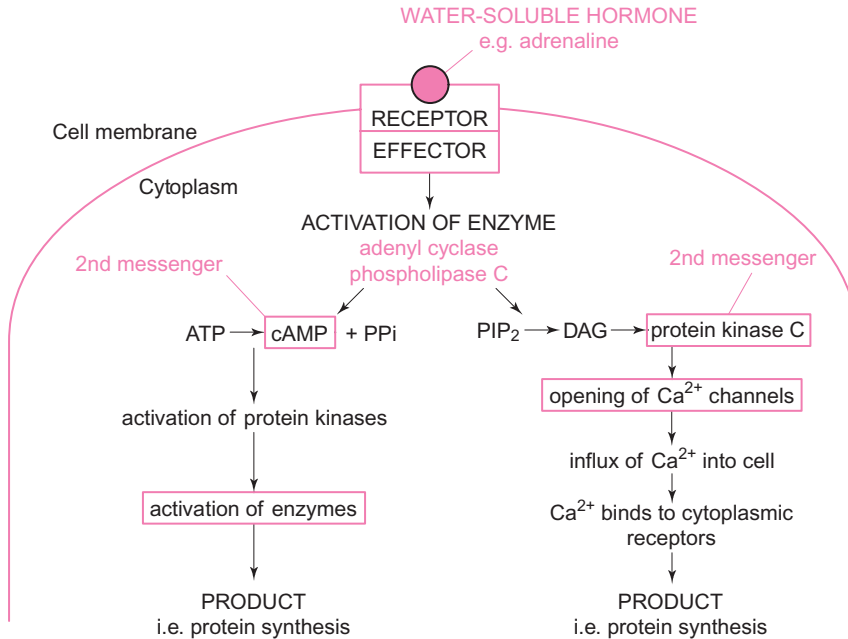 WATER-SOLUBLE HORMONE
e.g. adrenaline
RECEPTOR
EFFECTOR
Cell membrane
Cytoplasm
ACTIVATION OF ENZYME
adenyl cyclase
phospholipase C
2nd messenger
2nd messenger
ATP cAMP + PPi
PIP₂ DAG protein kinase C
activation of protein kinases
opening of Ca²⁺ channels
influx of Ca²⁺ into cell
activation of enzymes
Ca²⁺ binds to cytoplasmic
receptors
PRODUCT
i.e. protein synthesis
PRODUCT
i.e. protein synthesis